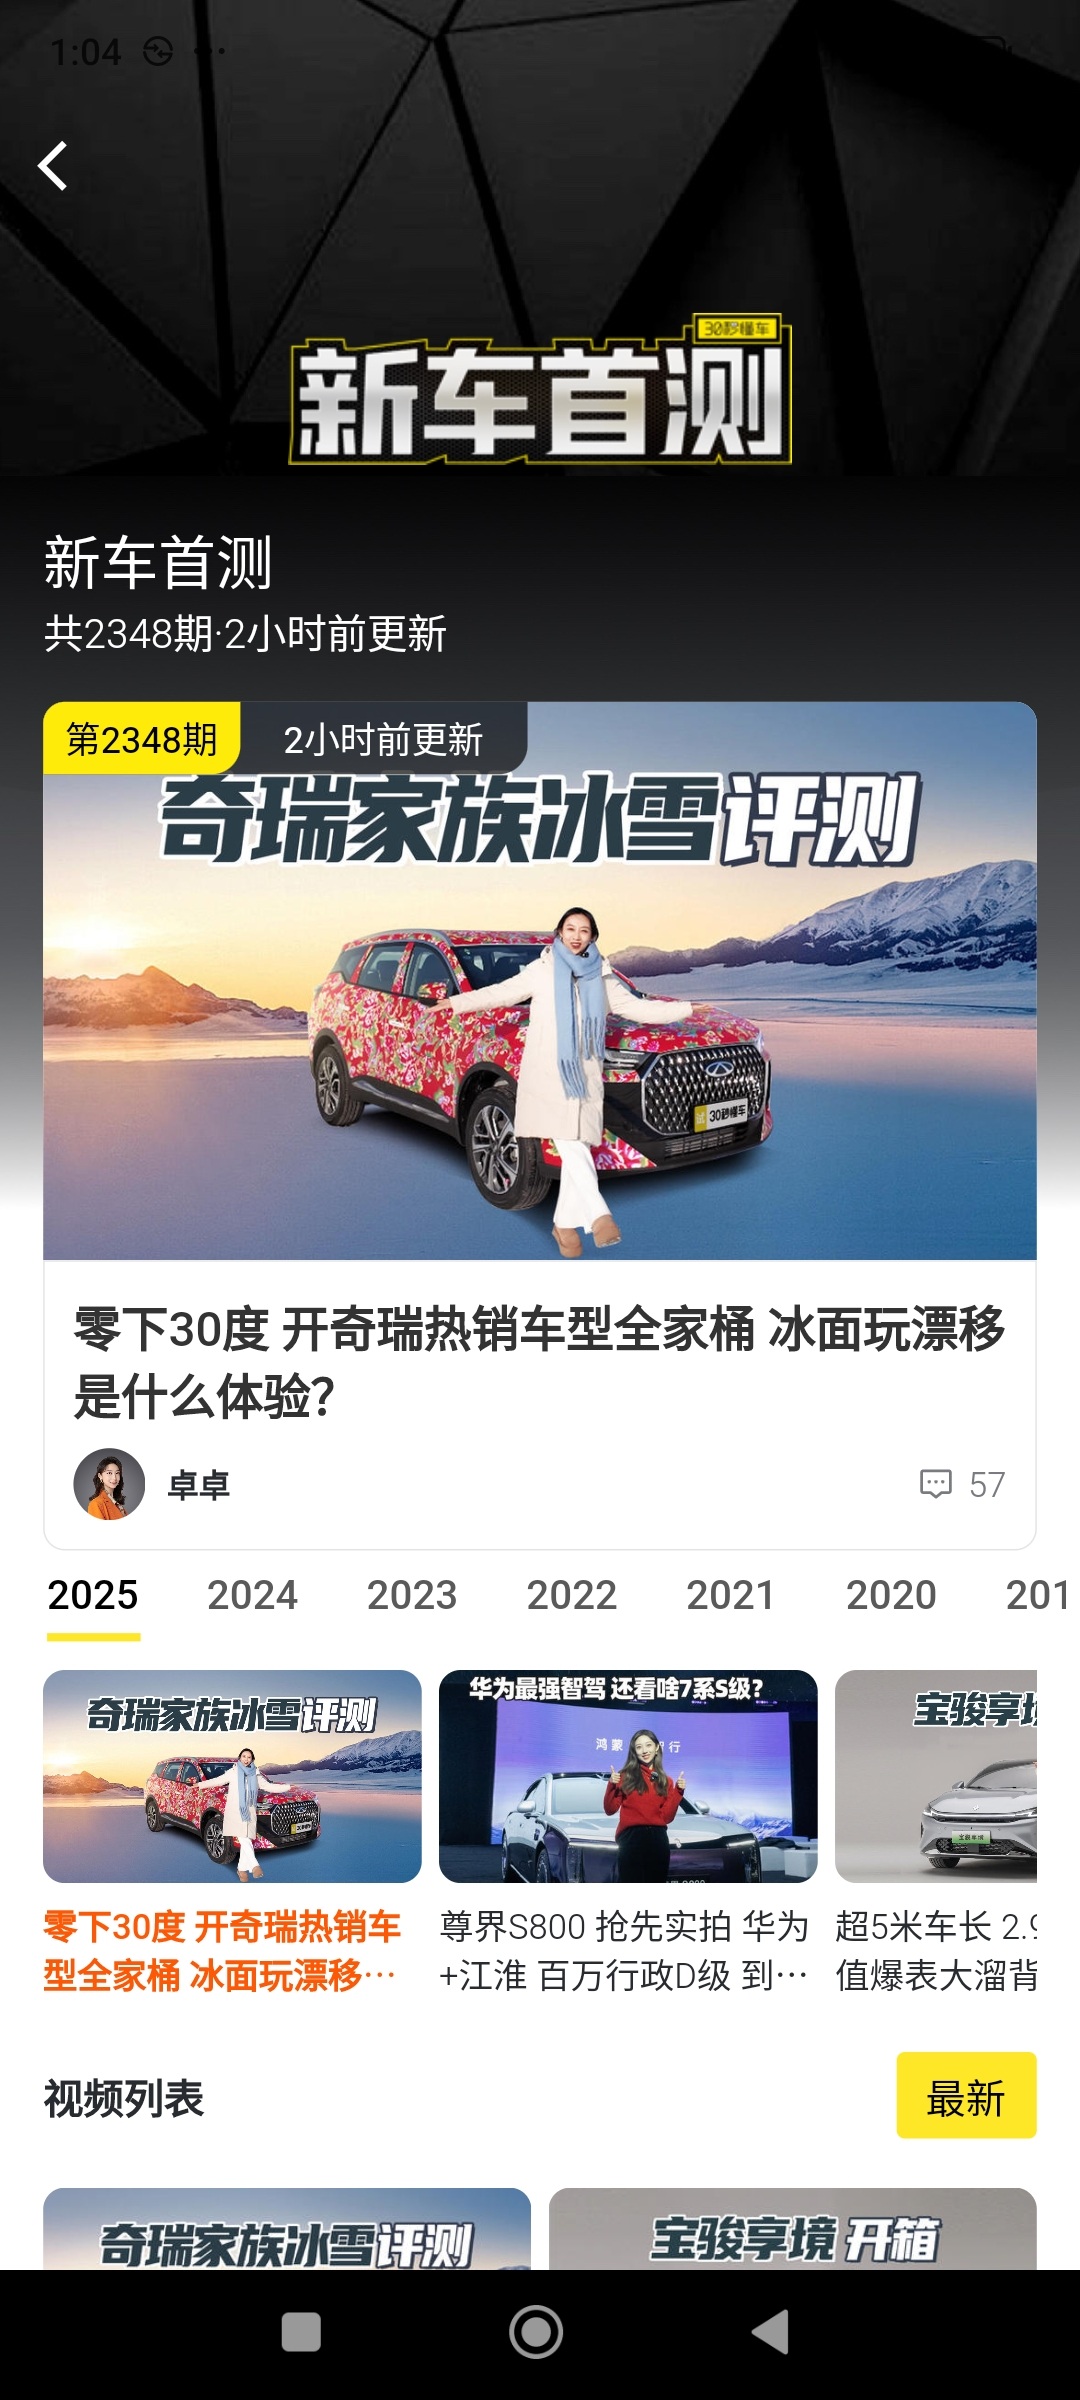 1:04
30秒懂车
新车首测
新车首测
共2348期·2小时前更新
第2348期
2小时前更新
奇瑞家族冰雪评测
试 30秒懂车
零下30度 开奇瑞热销车型全家桶 冰面玩漂移
是什么体验?
卓卓
57
2025 2024 2023 2022 2021 2020 201
奇瑞家族冰雪评测
华为最强智驾 还看啥7系S级?
鸿蒙 行
宝骏享境
零下30度 开奇瑞热销车
型全家桶 冰面玩漂移…
尊界S800 抢先实拍 华为
+江淮 百万行政D级 到…
超5米车长 2.9
值爆表大溜背
视频列表
最新
奇瑞家族冰雪评测
宝骏享境 开箱